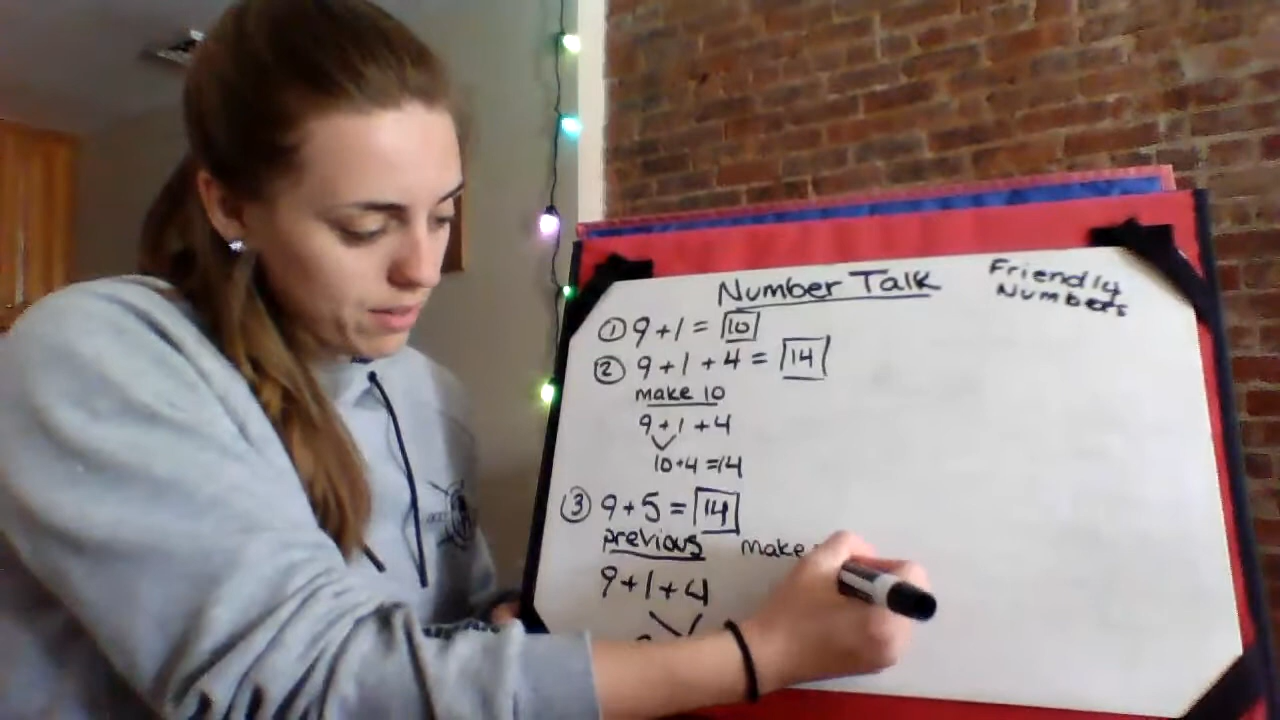 Number Talk
Friendly
Numbers
① 9 + 1 = 10
② 9 + 1 + 4 = 14
make 10
9 + 1 + 4
10+4 =14
③ 9 + 5 = 14
previous make
9+1+4